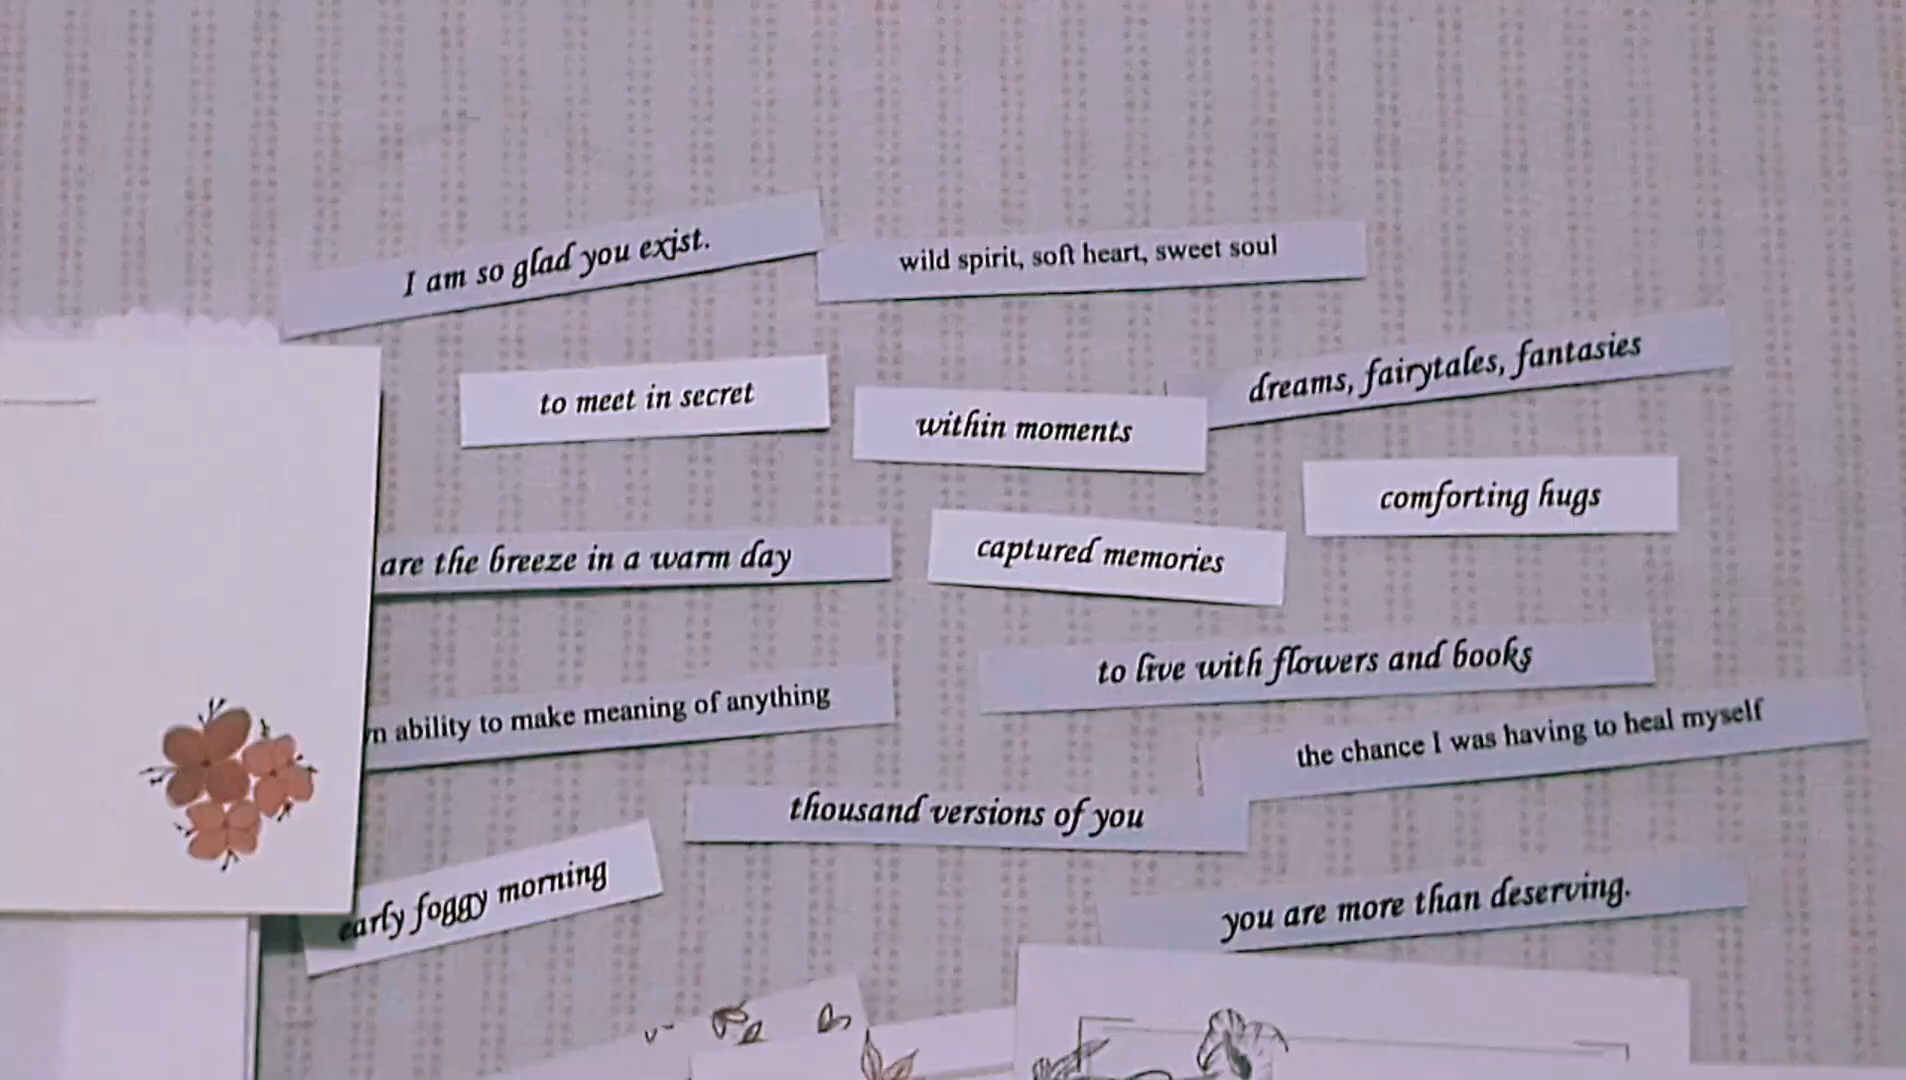 I am so glad you exist.
wild spirit, soft heart, sweet soul
dreams, fairytales, fantasies
to meet in secret
within moments
comforting hugs
are the breeze in a warm day
captured memories
to live with flowers and books
ability to make meaning of anything
the chance I was having to heal myself
thousand versions of you
early foggy morning
you are more than deserving.